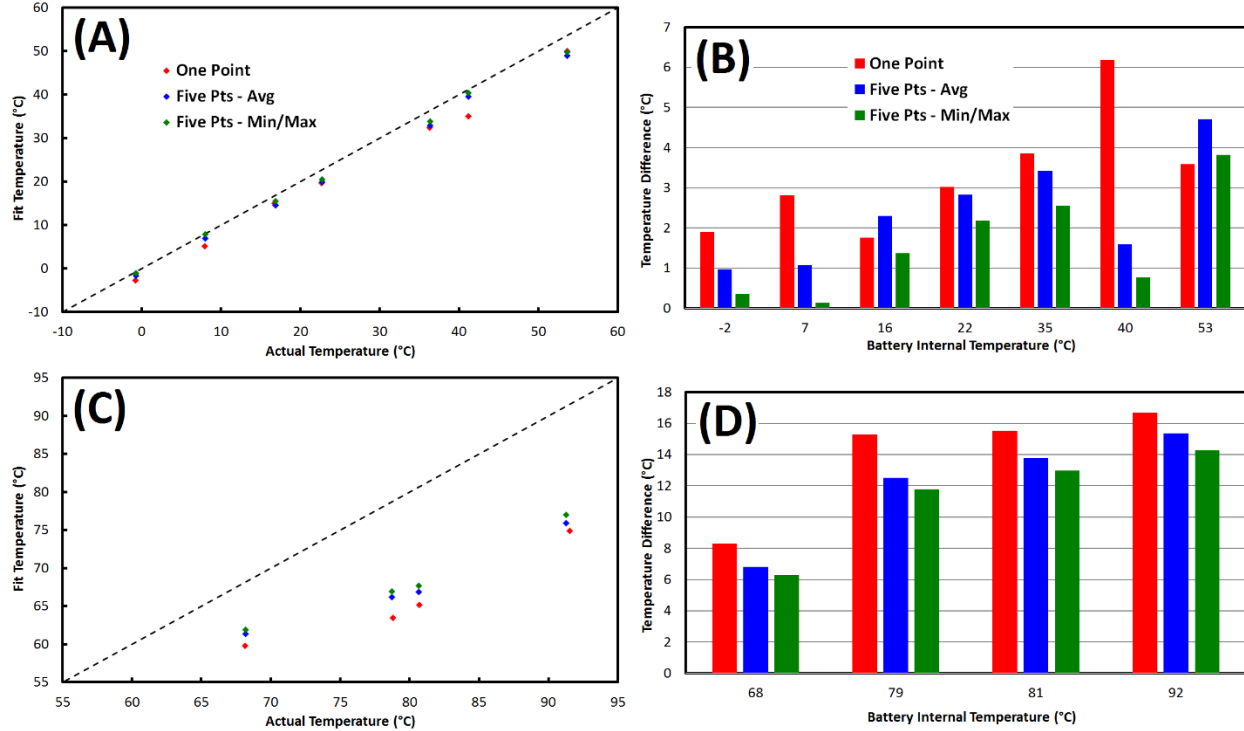 (A)
60
50
40
30
20
10
0
-10
-10 0 10 20 30 40 50 60
Fit Temperature (°C)
Actual Temperature (°C)
One Point
Five Pts - Avg
Five Pts - Min/Max
(B)
7
6
5
4
3
2
1
0
-2 7 16 22 35 40 53
Temperature Difference (°C)
Battery Internal Temperature (°C)
One Point
Five Pts - Avg
Five Pts - Min/Max
(C)
95
90
85
80
75
70
65
60
55
55 60 65 70 75 80 85 90 95
Fit Temperature (°C)
Actual Temperature (°C)
(D)
18
16
14
12
10
8
6
4
2
0
68 79 81 92
Temperature Difference (°C)
Battery Internal Temperature (°C)